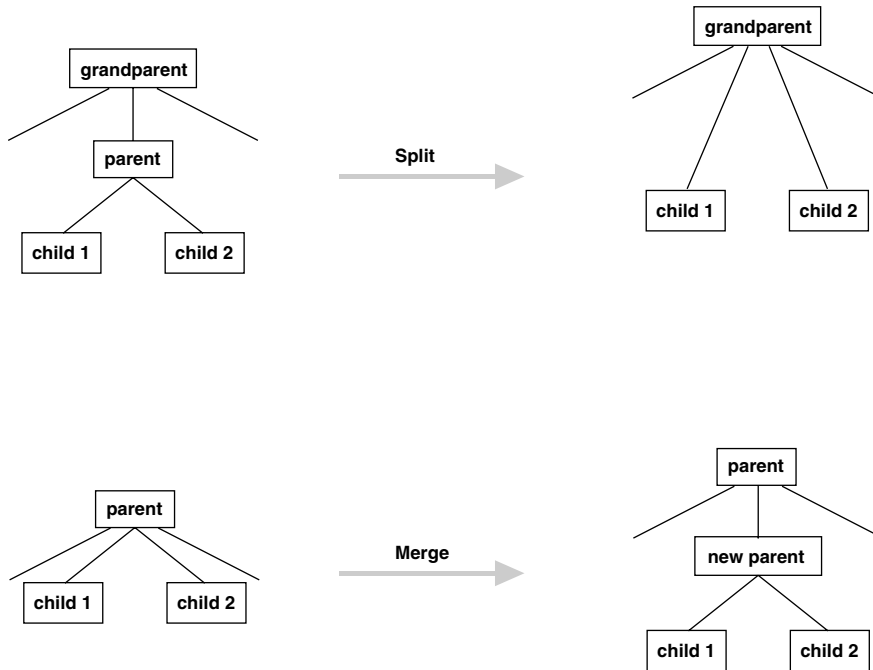 grandparent
parent
child 1
child 2
Split
grandparent
child 1
child 2
parent
child 1
child 2
Merge
parent
new parent
child 1
child 2